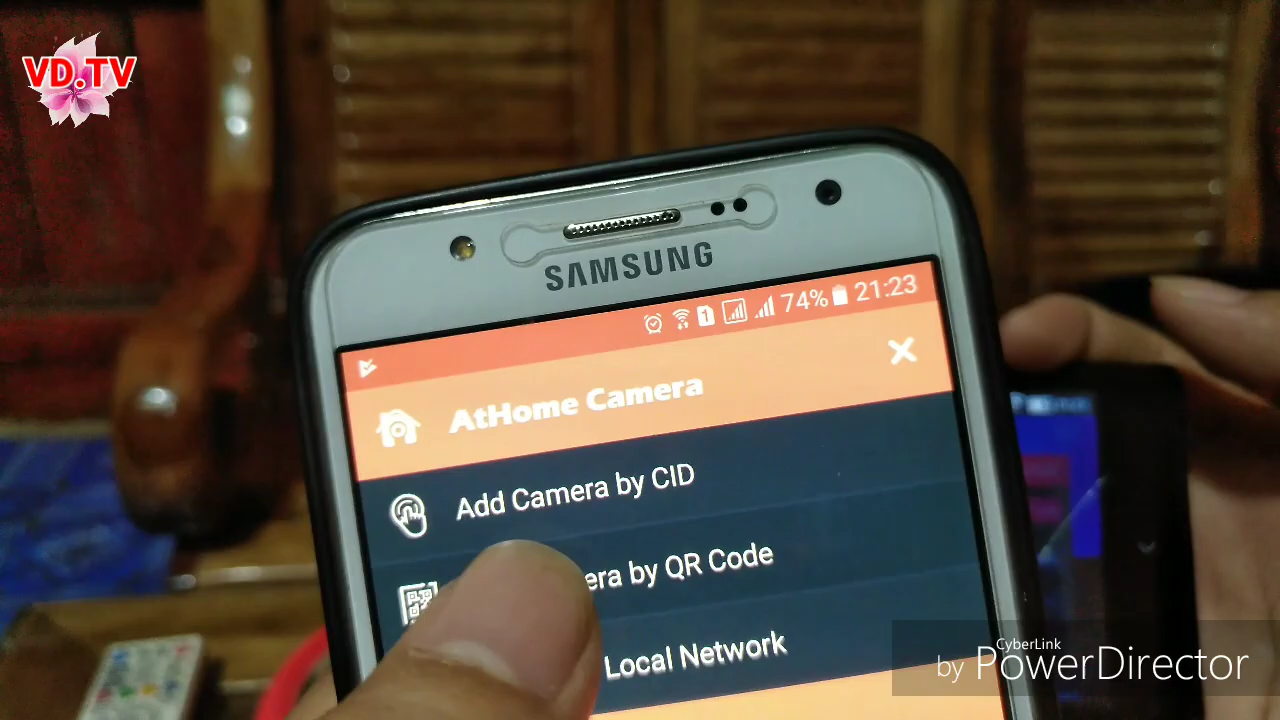 VD.TV
SAMSUNG
1 74% 21:23
AtHome Camera
Add Camera by CID
era by QR Code
Local Network
CyberLink
by PowerDirector